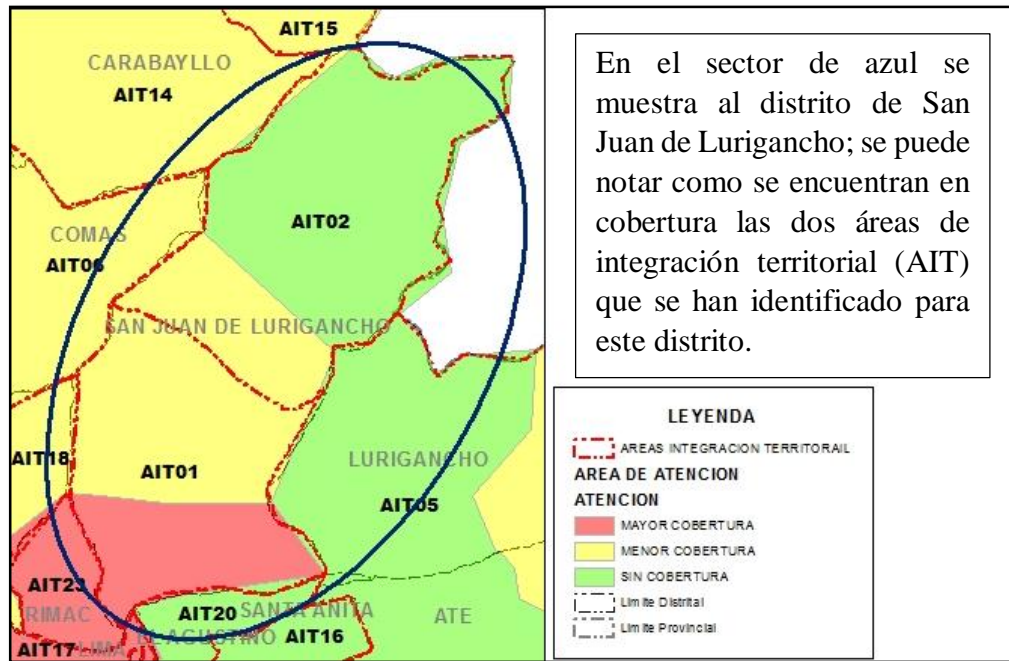 AIT15
CARABAYLLO
AIT14
AIT02
COMAS
AIT06
SAN JUAN DE LURIGANCHO
AIT18
AIT01
LURIGANCHO
AIT05
AIT23
RIMAC
AIT20
SANTA ANITA
ATE
EL AGUSTINO
AIT16
AIT17
LIMA
En el sector de azul se
muestra al distrito de San
Juan de Lurigancho; se puede
notar como se encuentran en
cobertura las dos áreas de
integración territorial (AIT)
que se han identificado para
este distrito.
LEYENDA
AREAS INTEGRACION TERRITORAIL
AREA DE ATENCION
ATENCION
MAYOR COBERTURA
MENOR COBERTURA
SIN COBERTURA
Limite Distrital
Limite Provincial